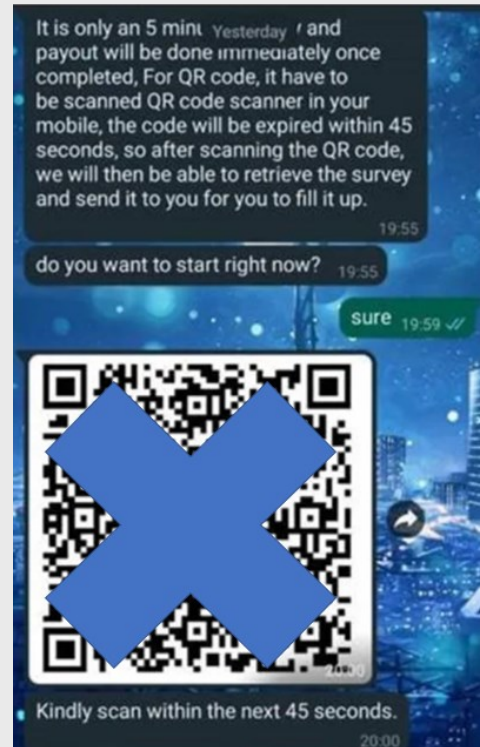 It is only an 5 Yesterday and
payout will be done immediately once
completed, For QR code, it have to
be scanned QR code scanner in your
mobile, the code will be expired within 45
seconds, so after scanning the QR code,
we will then be able to retrieve the survey
and send it to you for you to fill it up.
19:55
do you want to start right now? 19:55
sure 19:59
20:00
Kindly scan within the next 45 seconds.
20:00